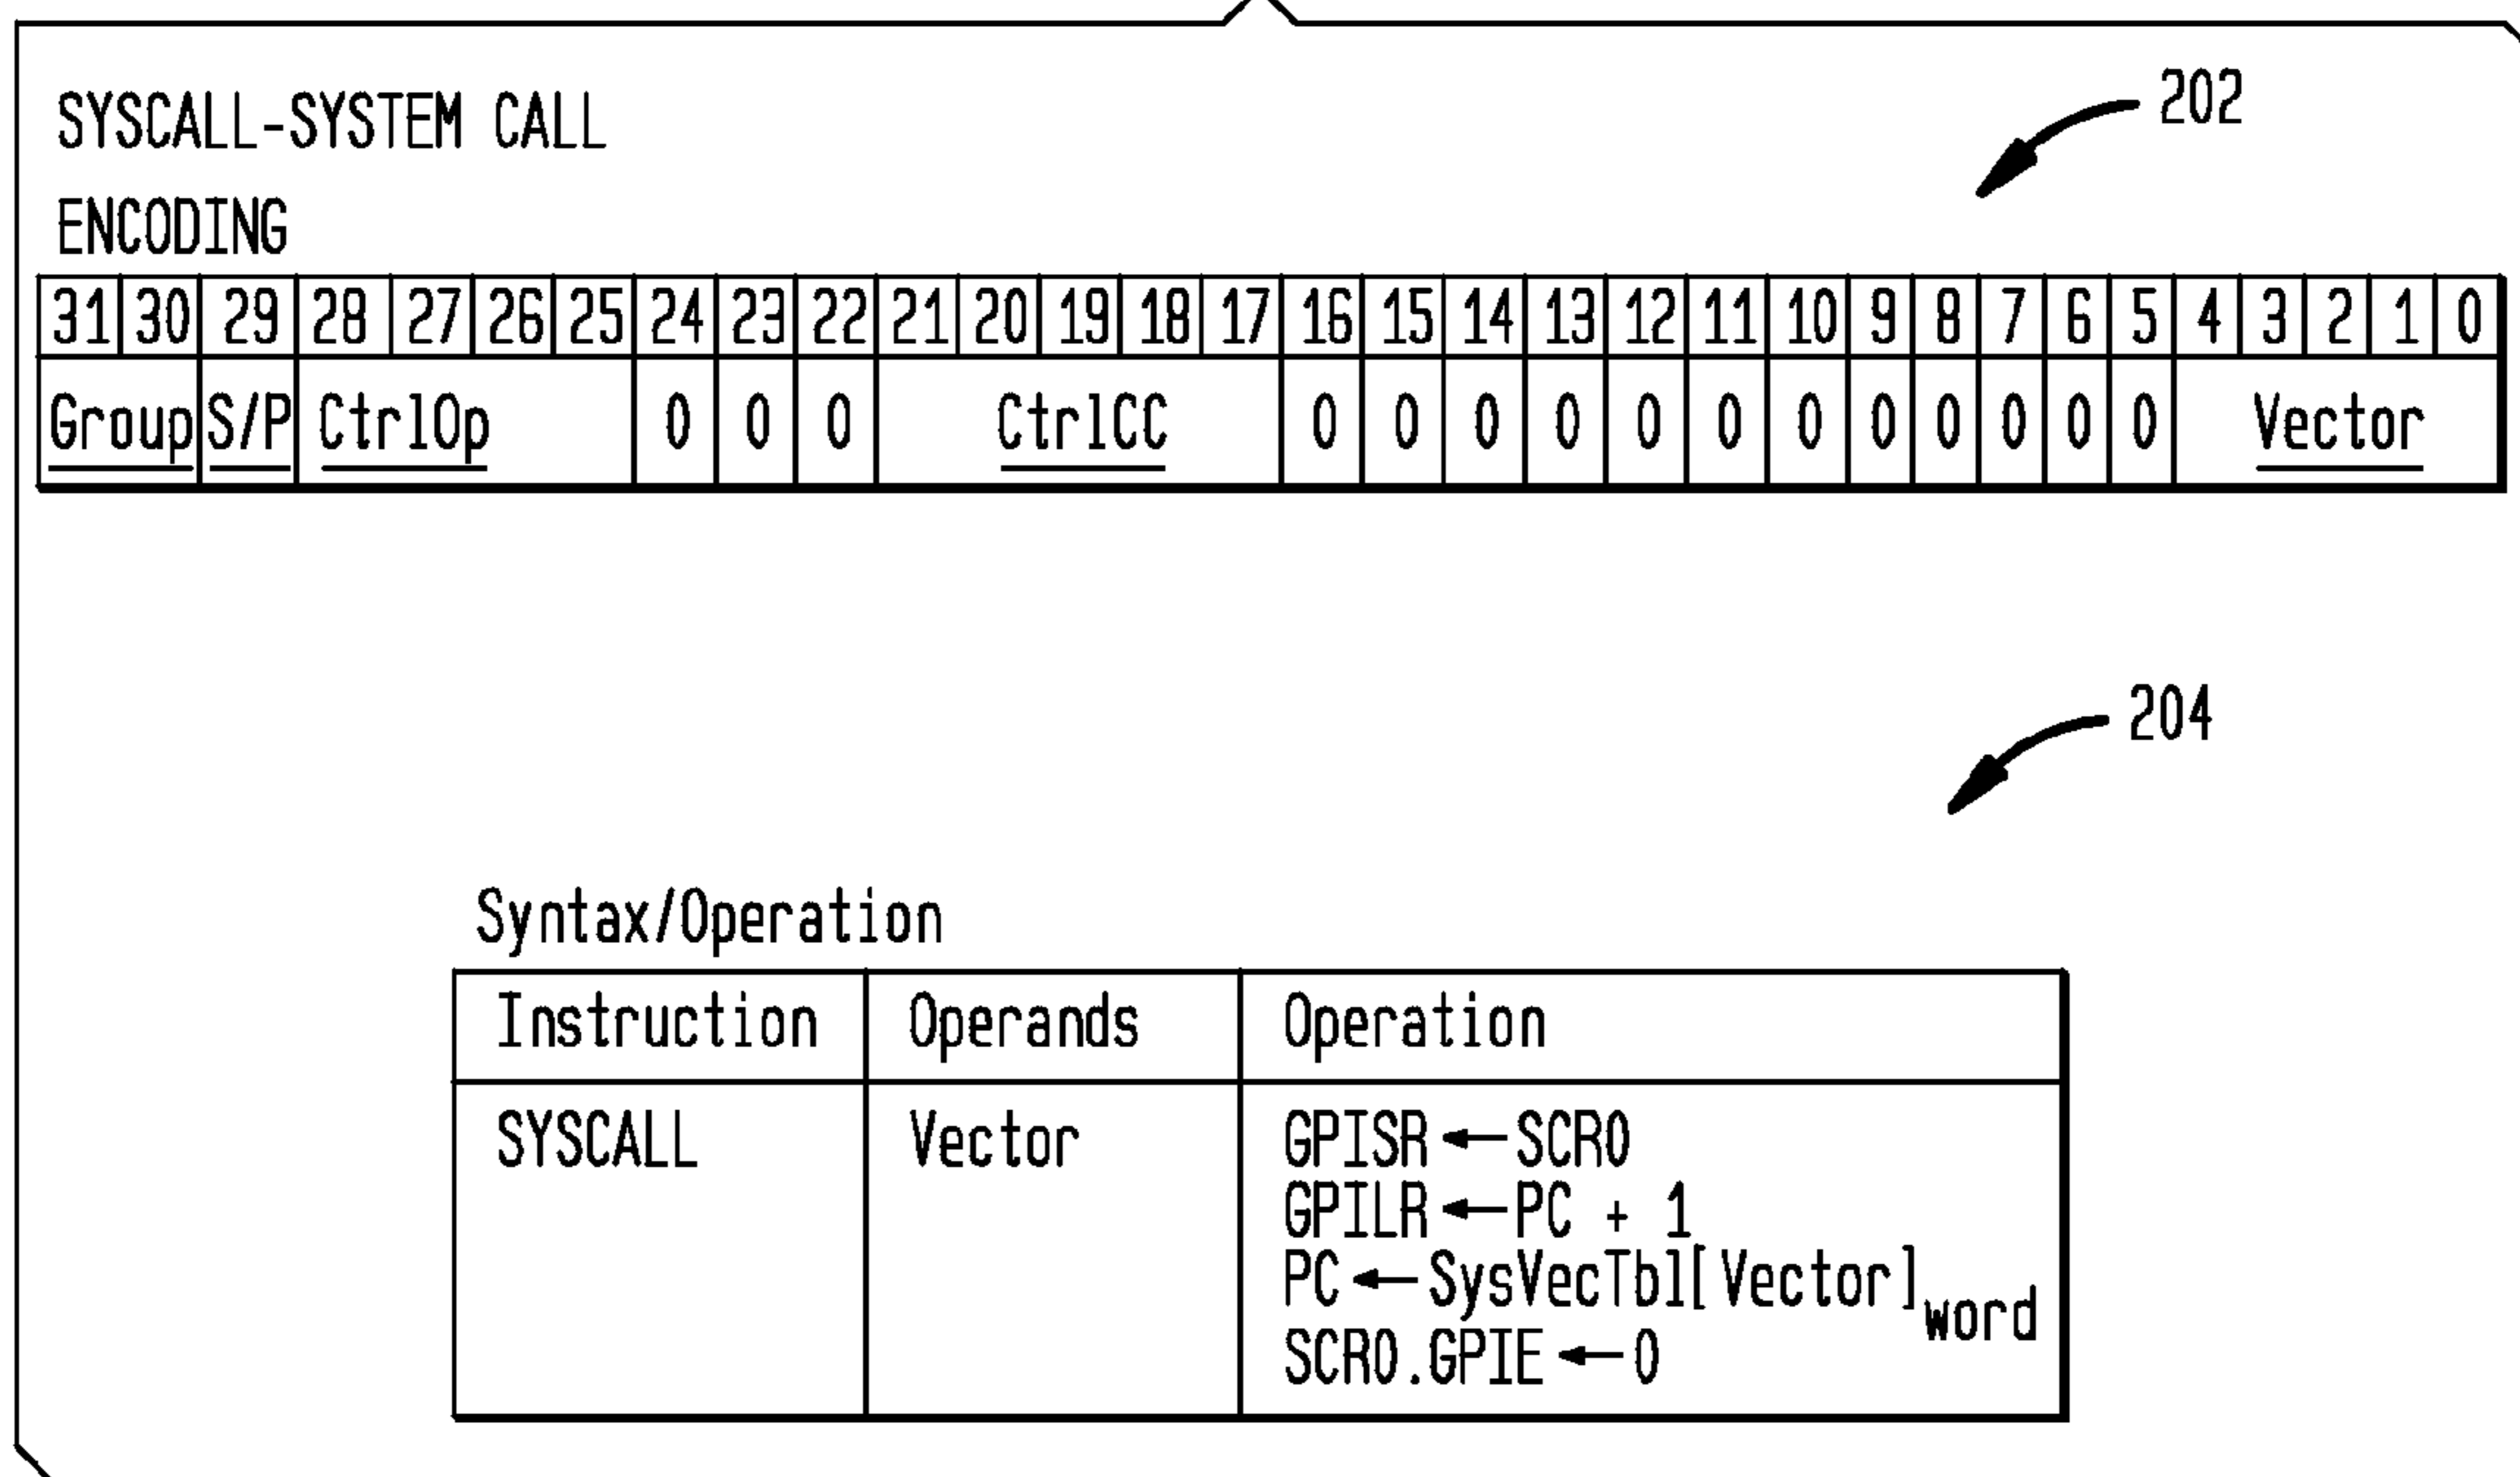 202
SYSCALL-SYSTEM CALL
ENCODING
31 30 29 28 27 26 25 24 23 22 21 20 19 18 17 16 15 14 13 12 11 10 9 8 7 6 5 4 3 2 1 0
Group S/P CtrlOp 0 0 0 CtrlCC 0 0 0 0 0 0 0 0 0 0 0 0 Vector
204
Syntax/Operation
Instruction Operands Operation
SYSCALL Vector GPISR ← SCR0
GPILR ← PC + 1
PC ← SysVecTbl[Vector]word
SCR0.GPIE ← 0